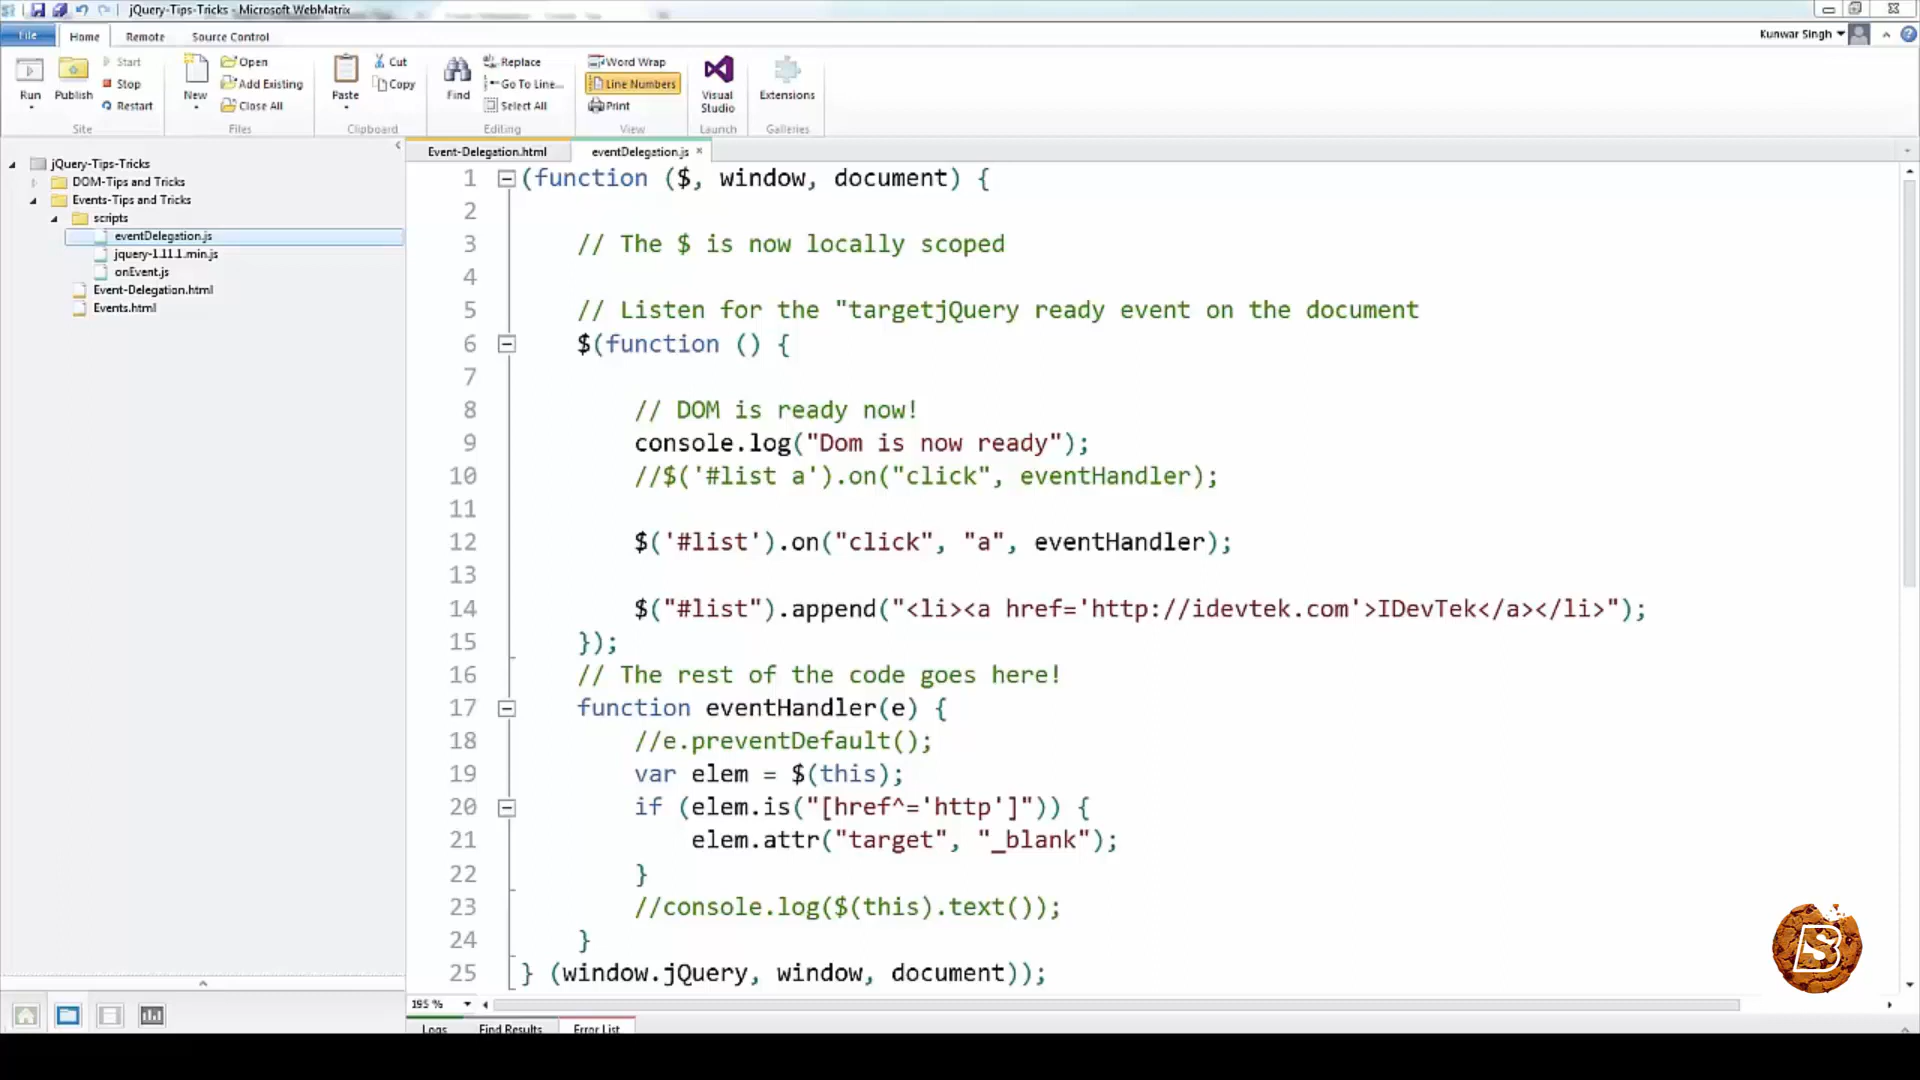 jQuery-Tips-Tricks - Microsoft WebMatrix
File Home Remote Source Control Kunwar Singh
Run Publish Start Stop Restart
Site
New Open Add Existing Close All
Files
Paste Cut Copy
Clipboard
Find Replace Go To Line... Select All
Editing
Word Wrap Line Numbers Print
View
Visual Studio
Launch
Extensions
Galleries
jQuery-Tips-Tricks
DOM-Tips and Tricks
Events-Tips and Tricks
scripts
eventDelegation.js
jquery-1.11.1.min.js
onEvent.js
Event-Delegation.html
Events.html
Event-Delegation.html eventDelegation.js ×
1 (function ($, window, document) {
2
3 // The $ is now locally scoped
4
5 // Listen for the "targetjQuery ready event on the document
6 $(function () {
7
8 // DOM is ready now!
9 console.log("Dom is now ready");
10 //$('#list a').on("click", eventHandler);
11
12 $('#list').on("click", "a", eventHandler);
13
14 $("#list").append("<li><a href='http://idevtek.com'>IDevTek</a></li>");
15 });
16 // The rest of the code goes here!
17 function eventHandler(e) {
18 //e.preventDefault();
19 var elem = $(this);
20 if (elem.is("[href^='http']")) {
21 elem.attr("target", "_blank");
22 }
23 //console.log($(this).text());
24 }
25 } (window.jQuery, window, document));
195 %
Logs Find Results Error List
BS